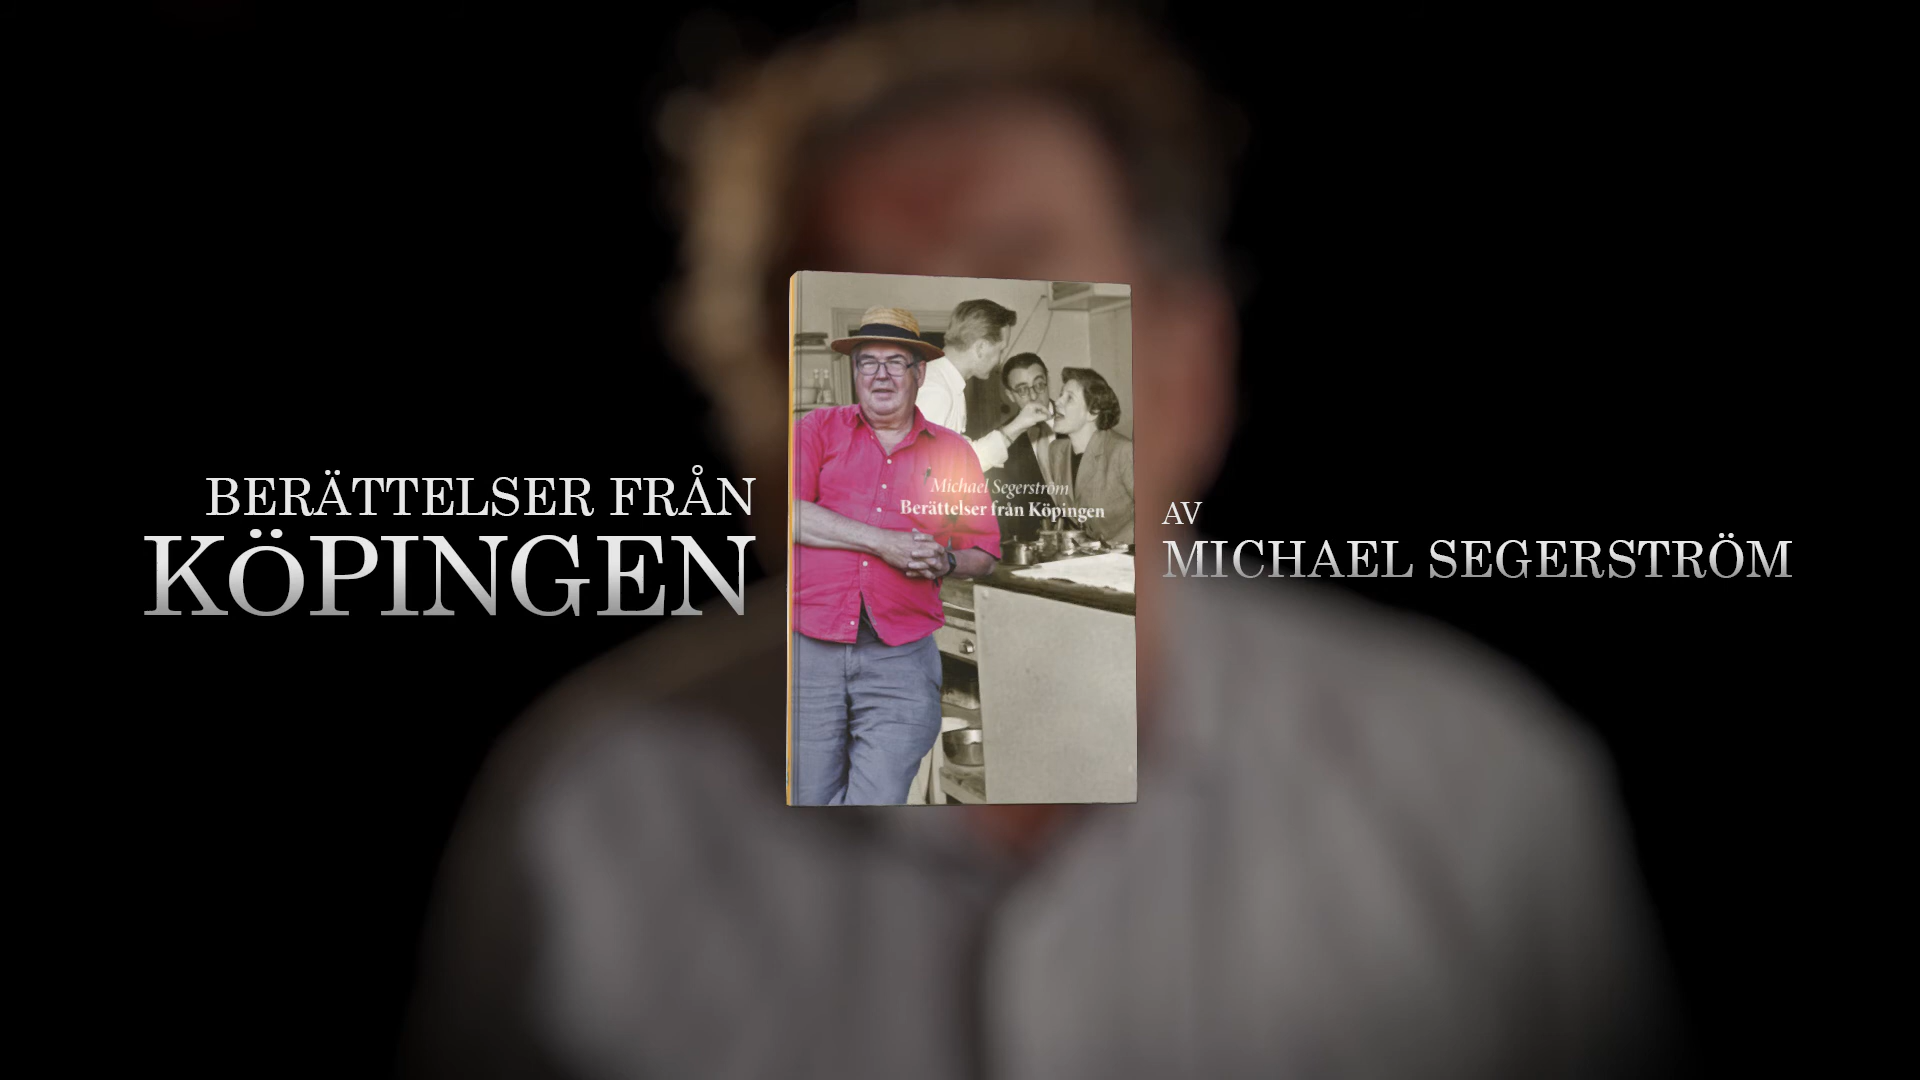 BERÄTTELSER FRÅN
KÖPINGEN
Michael Segerström
Berättelser från Köpingen
AV
MICHAEL SEGERSTRÖM